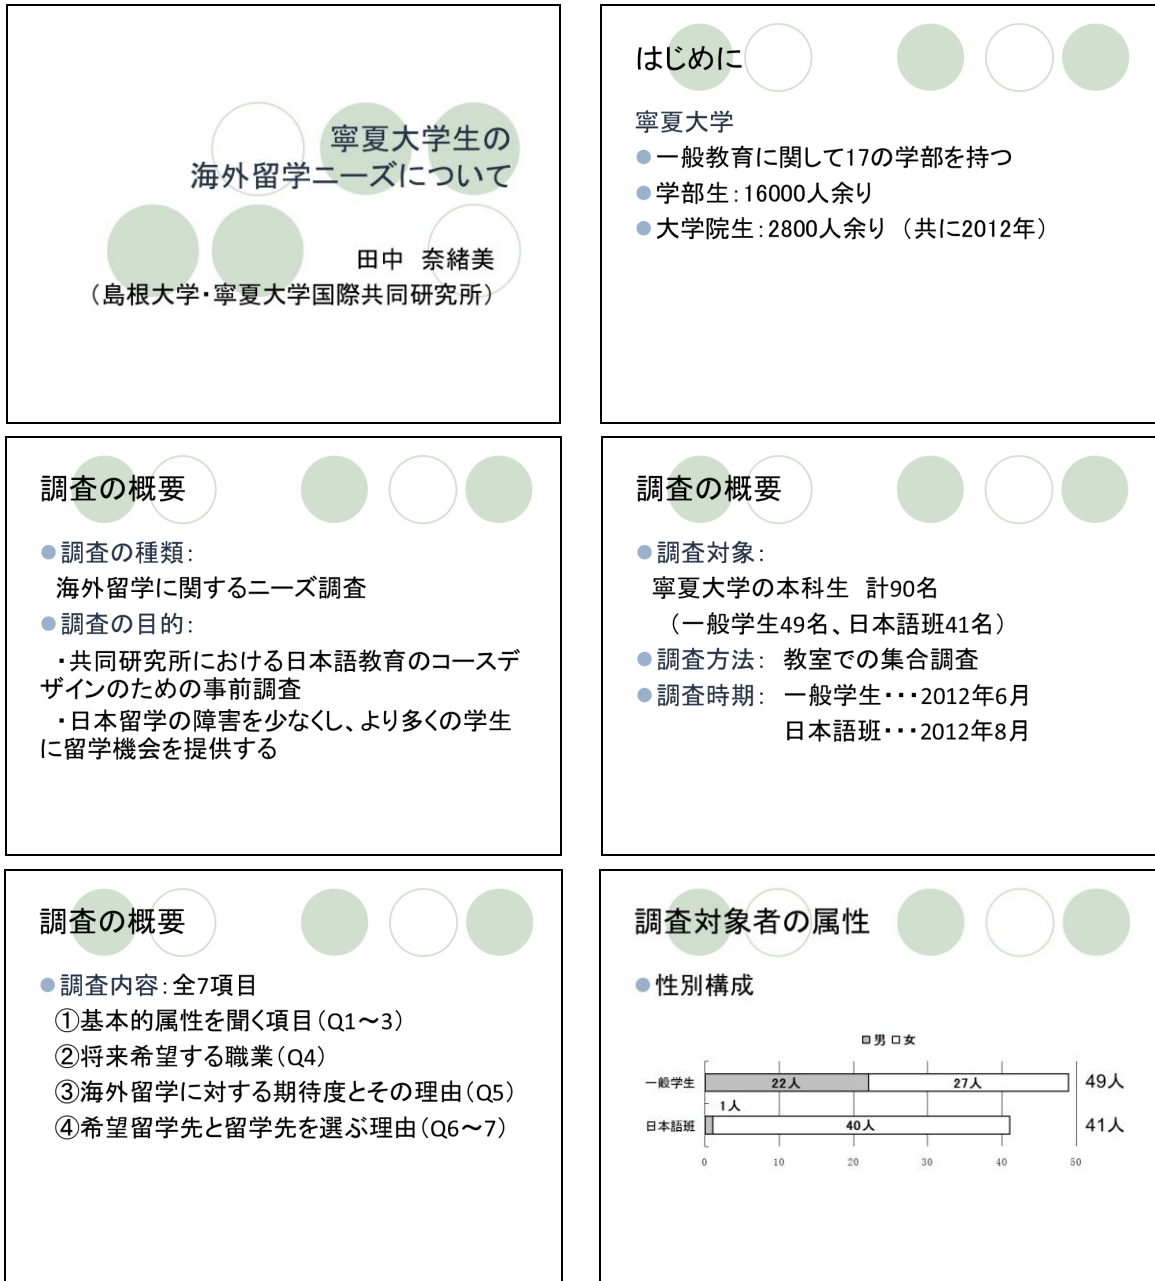 寧夏大学生の
海外留学ニーズについて
田中　奈緒美
（島根大学・寧夏大学国際共同研究所）
はじめに
寧夏大学
●一般教育に関して17の学部を持つ
●学部生：16000人余り
●大学院生：2800人余り （共に2012年）
調査の概要
●調査の種類：
海外留学に関するニーズ調査
●調査の目的：
・共同研究所における日本語教育のコースデ
ザインのための事前調査
・日本留学の障害を少なくし、より多くの学生
に留学機会を提供する
調査の概要
●調査対象：
寧夏大学の本科生　計90名
（一般学生49名、日本語班41名）
●調査方法： 教室での集合調査
●調査時期： 一般学生・・・2012年6月
日本語班・・・2012年8月
調査の概要
●調査内容：全7項目
①基本的属性を聞く項目（Q1～3）
②将来希望する職業（Q4）
③海外留学に対する期待度とその理由（Q5）
④希望留学先と留学先を選ぶ理由（Q6～7）
調査対象者の属性
●性別構成
男 女
一般学生 22人 27人 49人
1人
日本語班 40人 41人
0 10 20 30 40 50